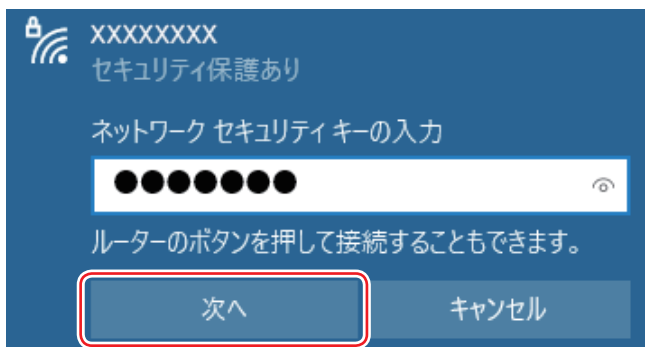 XXXXXXXX
セキュリティ保護あり
ネットワーク セキュリティ キーの入力
●●●●●●●
ルーターのボタンを押して接続することもできます。
次へ
キャンセル